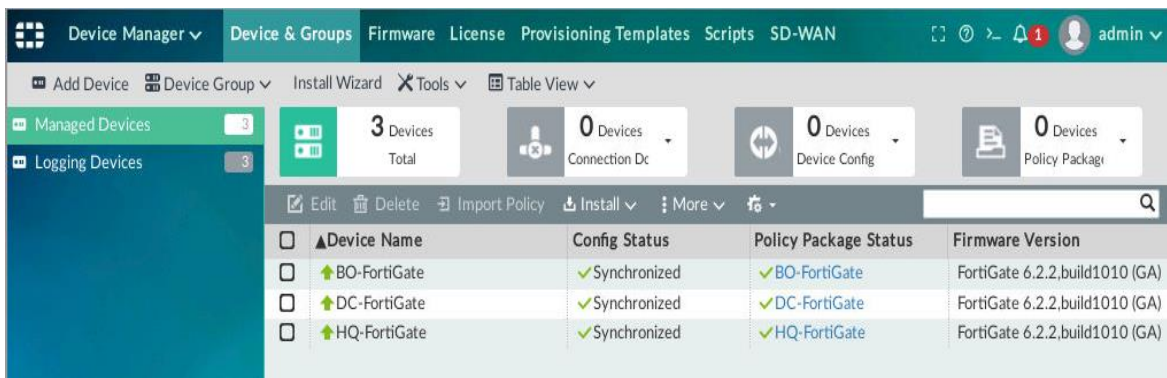 Device Manager Device & Groups Firmware License Provisioning Templates Scripts SD-WAN 1 admin
Add Device Device Group Install Wizard Tools Table View
Managed Devices 3
Logging Devices 3
3 Devices
Total
0 Devices
Connection Dc
0 Devices
Device Config
0 Devices
Policy Package
Edit Delete Import Policy Install More
Device Name Config Status Policy Package Status Firmware Version
BO-FortiGate Synchronized BO-FortiGate FortiGate 6.2.2,build1010 (GA)
DC-FortiGate Synchronized DC-FortiGate FortiGate 6.2.2,build1010 (GA)
HQ-FortiGate Synchronized HQ-FortiGate FortiGate 6.2.2,build1010 (GA)